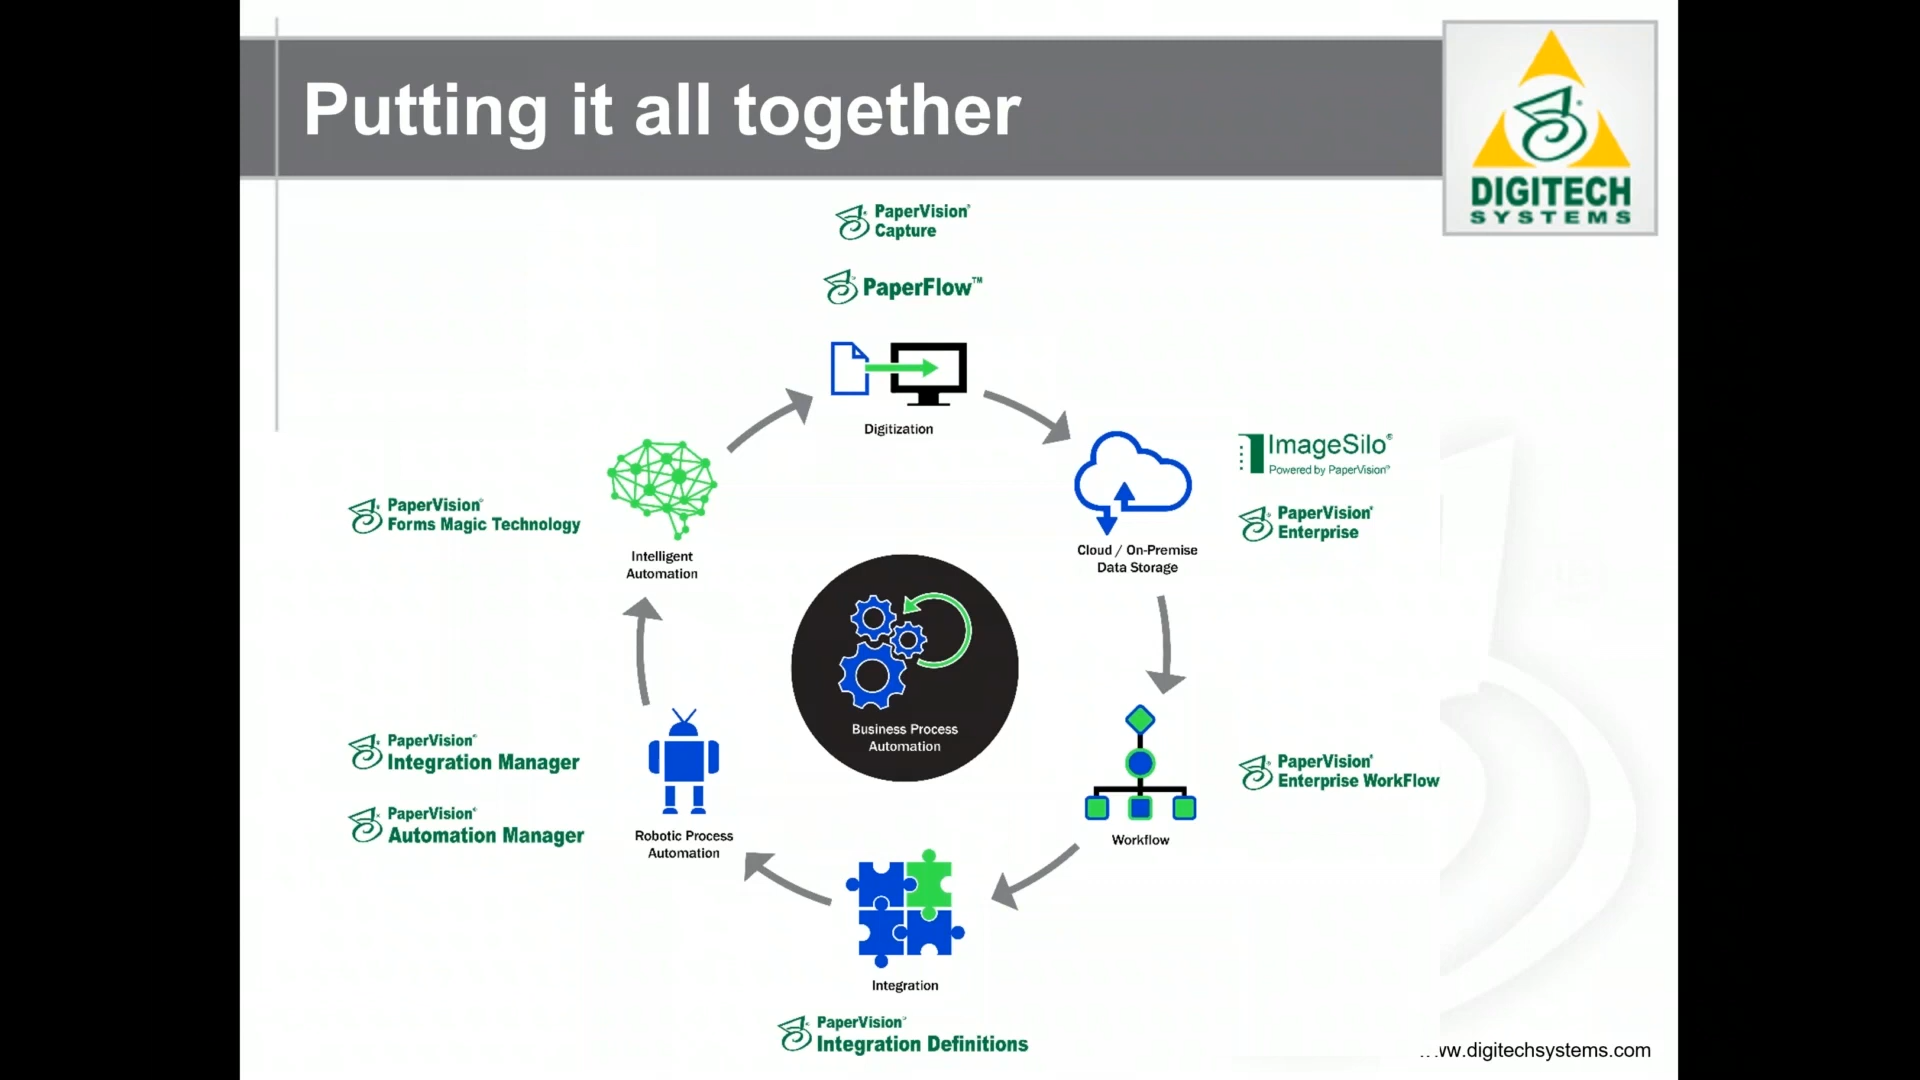 Putting it all together
DIGITECH
SYSTEMS
PaperVision®
Capture
PaperFlow™
Digitization
ImageSilo®
Powered by PaperVision®
PaperVision®
Enterprise
Cloud / On-Premise
Data Storage
PaperVision®
Forms Magic Technology
Intelligent
Automation
Business Process
Automation
PaperVision®
Integration Manager
PaperVision®
Automation Manager
Robotic Process
Automation
PaperVision®
Enterprise WorkFlow
Workflow
Integration
PaperVision®
Integration Definitions
ww.digitechsystems.com